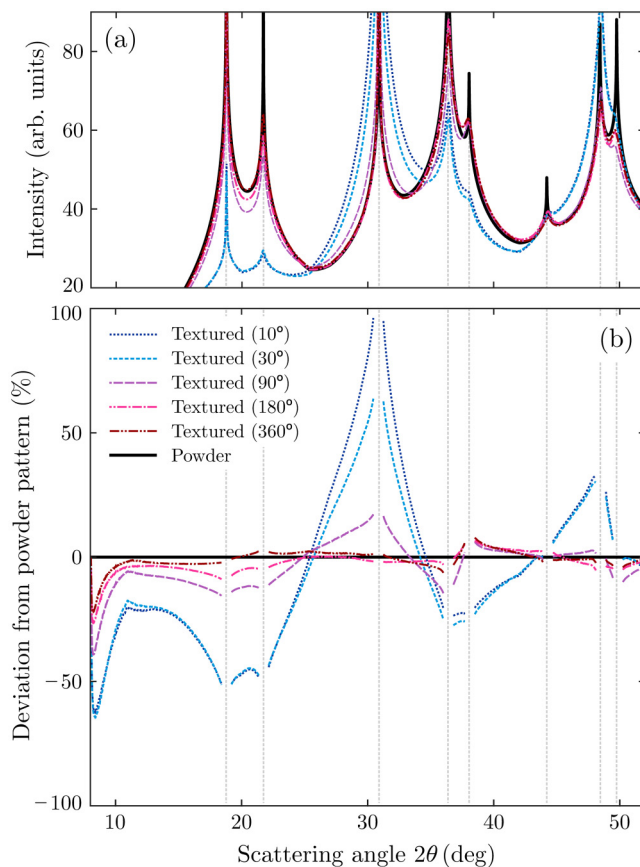 (a)
Intensity (arb. units)
80
60
40
20
(b)
Deviation from powder pattern (%)
100
50
0
−50
−100
Textured (10°)
Textured (30°)
Textured (90°)
Textured (180°)
Textured (360°)
Powder
10 20 30 40 50
Scattering angle 2θ (deg)